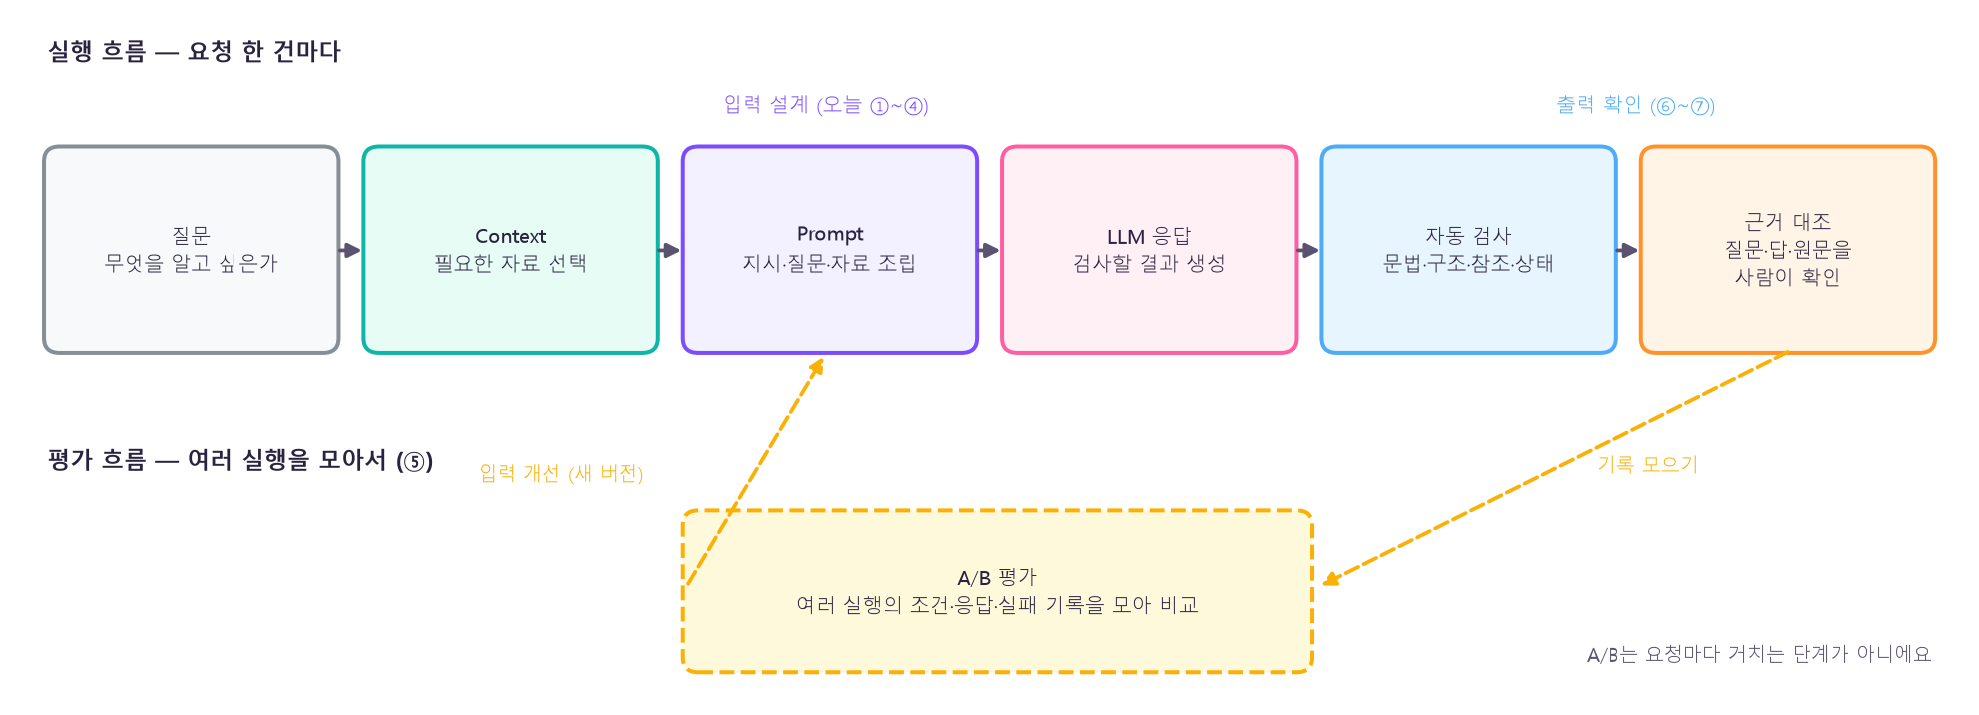 실행 흐름 — 요청 한 건마다
입력 설계 (오늘 ①~④)
출력 확인 (⑥~⑦)
질문
무엇을 알고 싶은가
Context
필요한 자료 선택
Prompt
지시·질문·자료 조립
LLM 응답
검사할 결과 생성
자동 검사
문법·구조·참조·상태
근거 대조
질문·답·원문을
사람이 확인
평가 흐름 — 여러 실행을 모아서 (⑤)
입력 개선 (새 버전)
기록 모으기
A/B 평가
여러 실행의 조건·응답·실패 기록을 모아 비교
A/B는 요청마다 거치는 단계가 아니에요